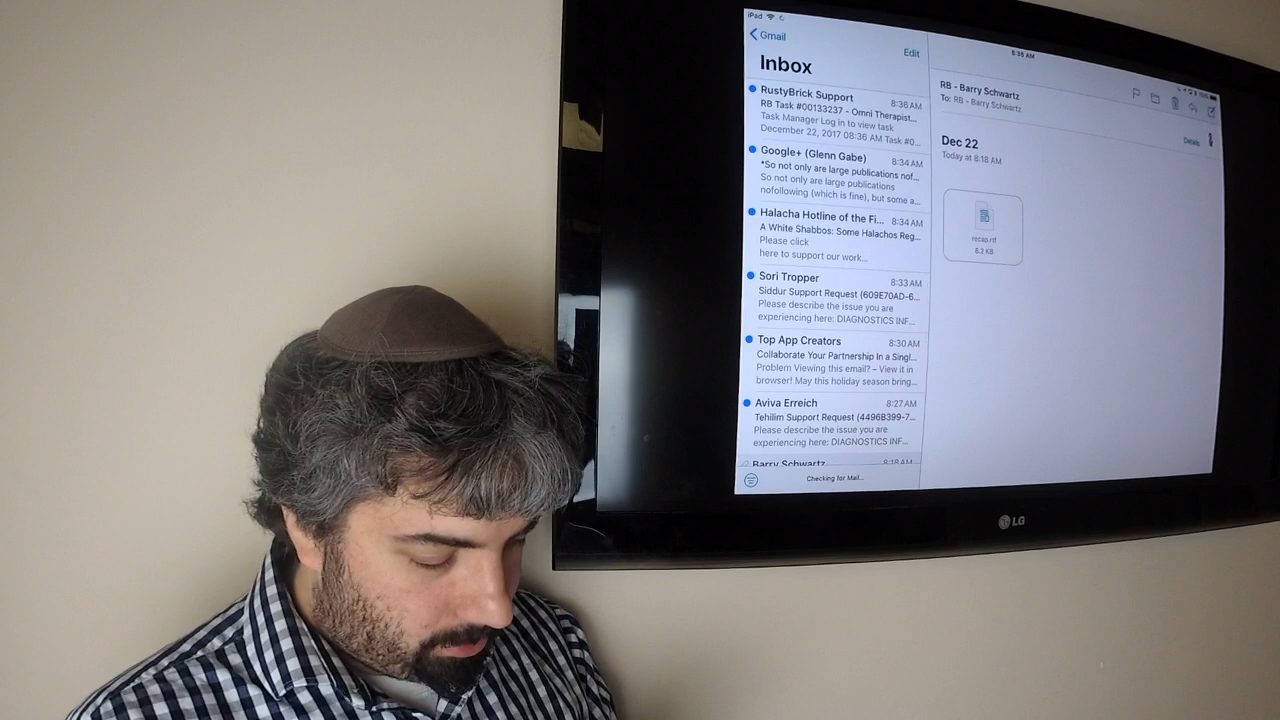 iPad
Gmail
Edit
Inbox
RustyBrick Support 8:36 AM
RB Task #00133237 - Omni Therapist...
Task Manager Log in to view task
December 22, 2017 08:36 AM Task #0...
Google+ (Glenn Gabe) 8:34 AM
*So not only are large publications nof...
So not only are large publications
nofollowing (which is fine), but some a...
Halacha Hotline of the Fi... 8:34 AM
A White Shabbos: Some Halachos Reg...
Please click
here to support our work...
Sori Tropper 8:33 AM
Siddur Support Request (609E70AD-6...
Please describe the issue you are
experiencing here: DIAGNOSTICS INF...
Top App Creators 8:30 AM
Collaborate Your Partnership In a Singl...
Problem Viewing this email? – View it in
browser! May this holiday season bring...
Aviva Erreich 8:27 AM
Tehilim Support Request (4496B399-7...
Please describe the issue you are
experiencing here: DIAGNOSTICS INF...
Barry Schwartz 8:18 AM
Checking for Mail...
8:36 AM
RB - Barry Schwartz
To: RB - Barry Schwartz
Details
Dec 22
Today at 8:18 AM
recap.rtf
8.2 KB
LG